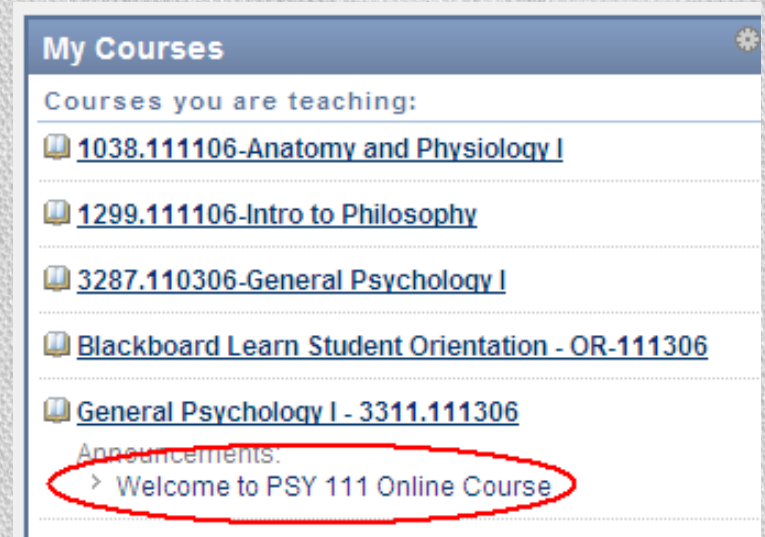 My Courses
Courses you are teaching:
1038.111106-Anatomy and Physiology I
1299.111106-Intro to Philosophy
3287.110306-General Psychology I
Blackboard Learn Student Orientation - OR-111306
General Psychology I - 3311.111306
Announcements:
> Welcome to PSY 111 Online Course